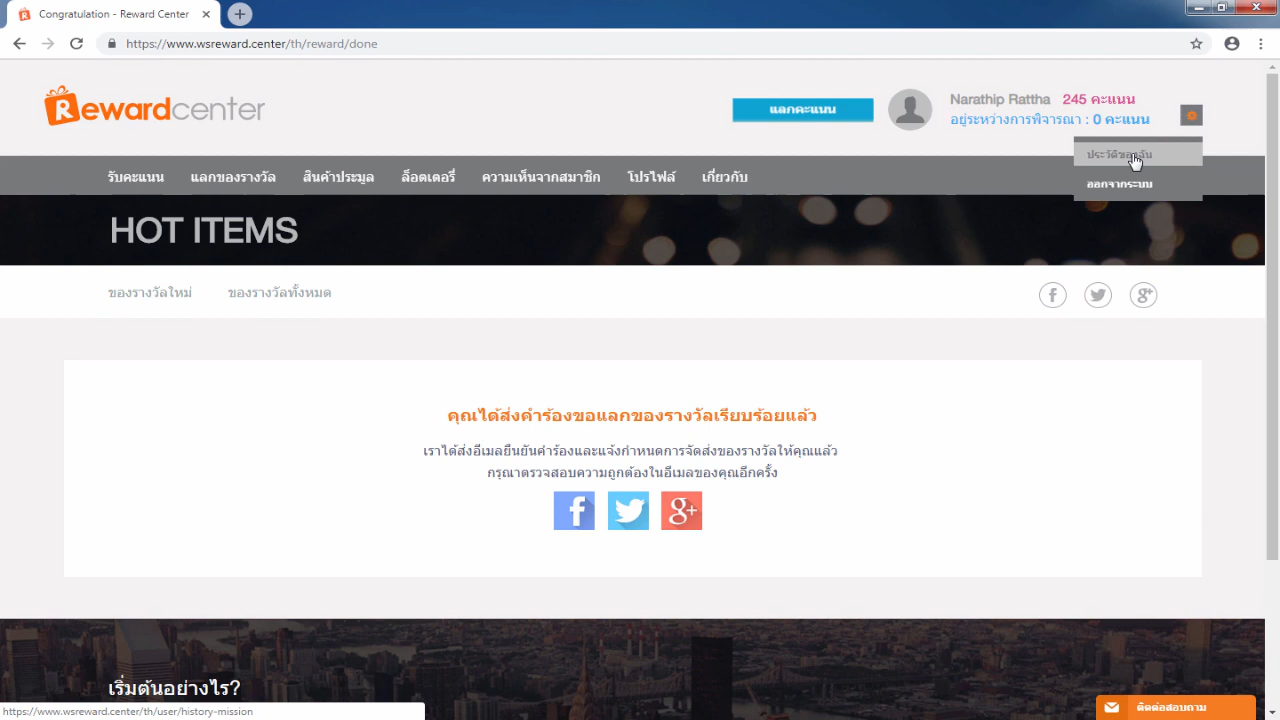 Congratulation - Reward Center
https://www.wsreward.center/th/reward/done
Rewardcenter
แลกคะแนน
Narathip Rattha 245 คะแนน
อยู่ระหว่างการพิจารณา : 0 คะแนน
ประวัติของฉัน
ออกจากระบบ
รับคะแนน แลกของรางวัล สินค้าประมูล ล็อตเตอรี่ ความเห็นจากสมาชิก โปรไฟล์ เกี่ยวกับ
HOT ITEMS
ของรางวัลใหม่ ของรางวัลทั้งหมด
คุณได้ส่งคำร้องขอแลกของรางวัลเรียบร้อยแล้ว
เราได้ส่งอีเมลยืนยันคำร้องและแจ้งกำหนดการจัดส่งของรางวัลให้คุณแล้ว
กรุณาตรวจสอบความถูกต้องในอีเมลของคุณอีกครั้ง
เริ่มต้นอย่างไร?
https://www.wsreward.center/th/user/history-mission
ติดต่อสอบถาม